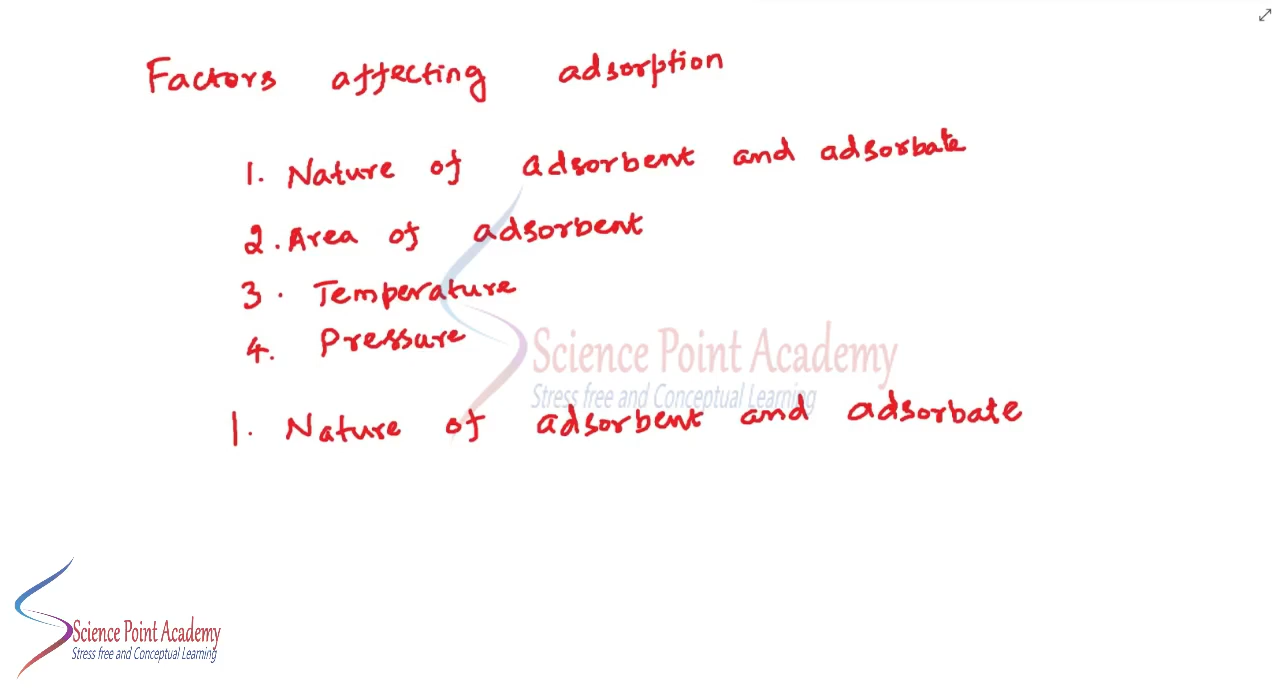 Factors affecting adsorption
1. Nature of adsorbent and adsorbate
2. Area of adsorbent
3. Temperature
4. Pressure
Science Point Academy
Stress free and Conceptual Learning
1. Nature of adsorbent and adsorbate
Science Point Academy
Stress free and Conceptual Learning